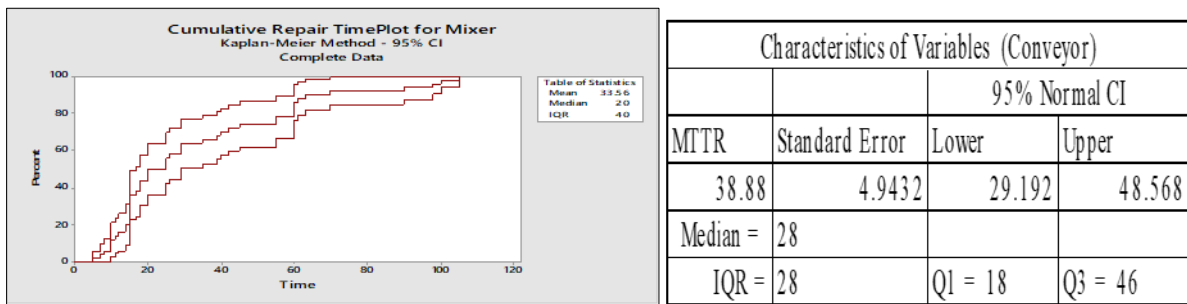 Cumulative Repair TimePlot for Mixer
Kaplan-Meier Method - 95% CI
Complete Data
100
80
60
40
20
0
Percent
0 20 40 60 80 100 120
Time
Table of Statistics
Mean 33.56
Median 20
IQR 40
Characteristics of Variables (Conveyor)
95% Normal CI
MTTR Standard Error Lower Upper
38.88 4.9432 29.192 48.568
Median = 28
IQR = 28 Q1 = 18 Q3 = 46